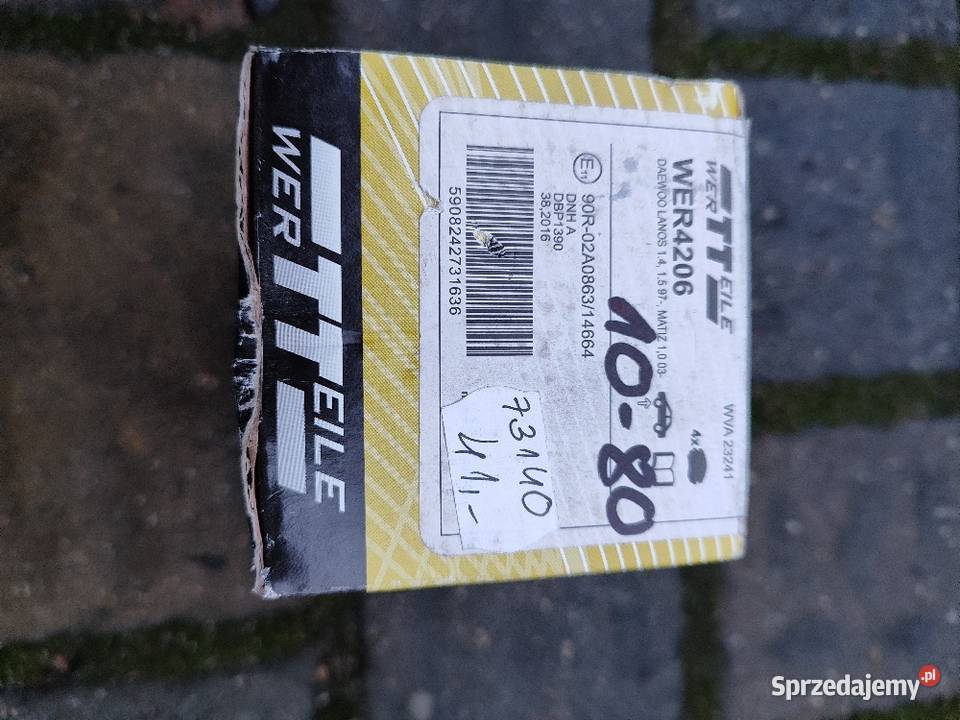 WERTTEILE
WVA 23241
WER4206
DAEWOO LANOS 1.4, 1.5 97-, MATIZ 1,0 03-
4x
10-80
E11 90R-02A0863/14664
DNH A
DBP1390
38,2016
5908242731636
73140
41,-
WERTTEILE
Sprzedajemy.pl